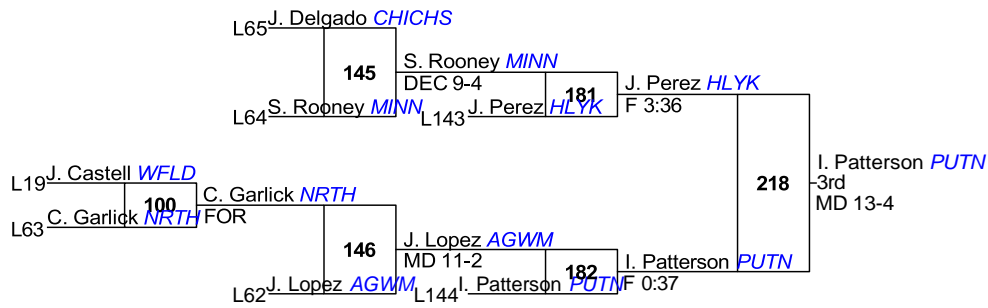 L65 J. Delgado CHICHS
145
S. Rooney MINN
DEC 9-4
L64 S. Rooney MINN
L143 J. Perez HLYK
181
J. Perez HLYK
F 3:36
L19 J. Castell WFLD
100
L63 C. Garlick NRTH
C. Garlick NRTH
FOR
146
L62 J. Lopez AGWM
J. Lopez AGWM
MD 11-2
182
L144 I. Patterson PUTN
I. Patterson PUTN
F 0:37
218
I. Patterson PUTN
3rd
MD 13-4